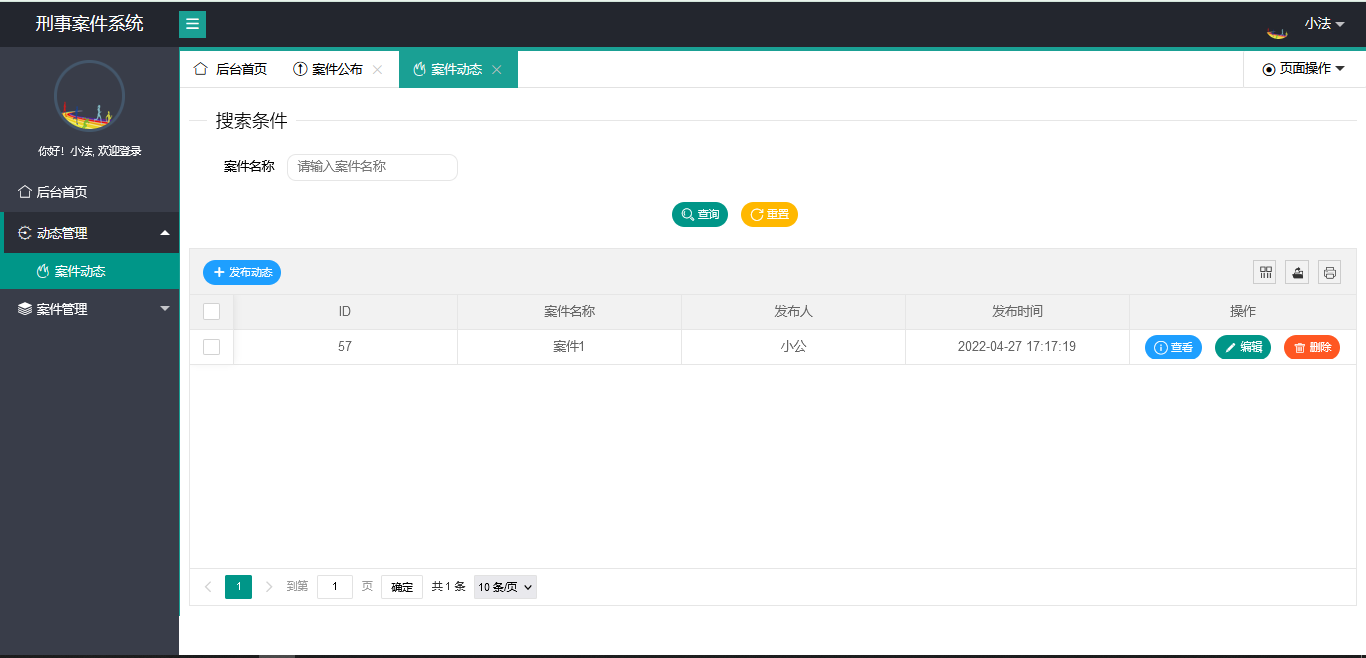 刑事案件系统
小法
后台首页 案件公布 案件动态 页面操作
你好！小法, 欢迎登录
后台首页
动态管理
案件动态
案件管理
搜索条件
案件名称 请输入案件名称
查询 重置
发布动态
ID 案件名称 发布人 发布时间 操作
57 案件1 小公 2022-04-27 17:17:19 查看 编辑 删除
1 到第 1 页 确定 共 1 条 10 条/页